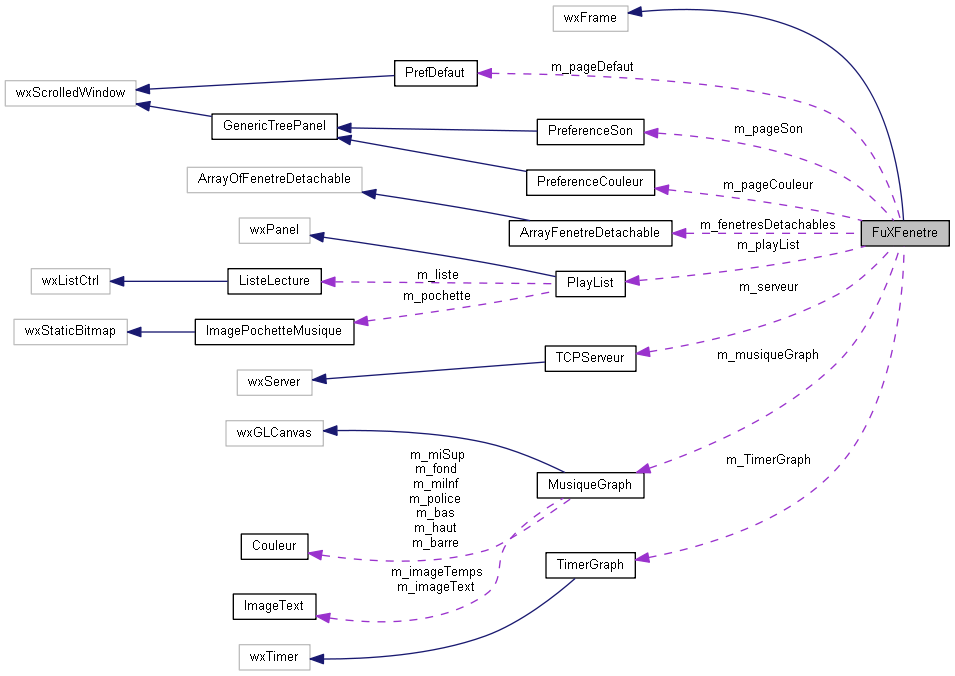 wxFrame
PrefDefaut
m_pageDefaut
wxScrolledWindow
GenericTreePanel
PreferenceSon
m_pageSon
ArrayOfFenetreDetachable
PreferenceCouleur
m_pageCouleur
wxPanel
ArrayFenetreDetachable
m_fenetresDetachables
FuXFenetre
m_playList
wxListCtrl
ListeLecture
m_liste
PlayList
m_pochette
m_serveur
wxStaticBitmap
ImagePochetteMusique
TCPServeur
m_musiqueGraph
wxServer
wxGLCanvas
m_miSup
m_fond
m_miInf
m_police
m_bas
m_haut
m_barre
MusiqueGraph
m_TimerGraph
Couleur
m_imageTemps
m_imageText
TimerGraph
ImageText
wxTimer